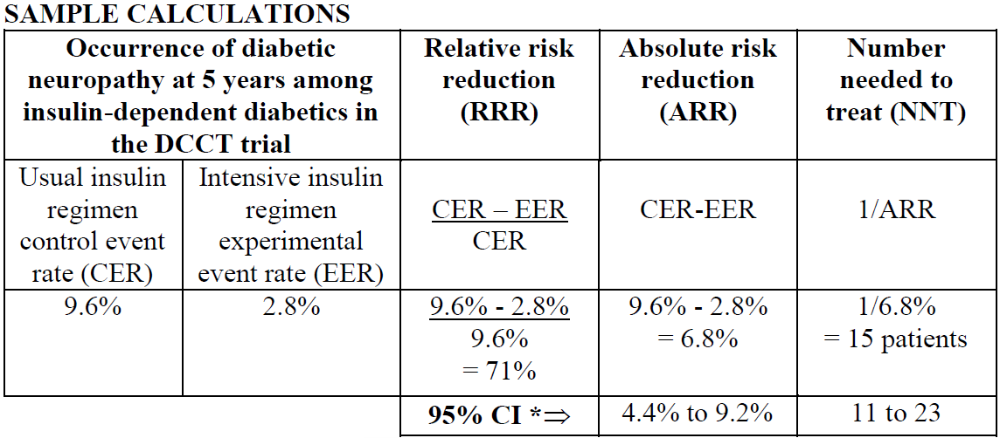 SAMPLE CALCULATIONS
Occurrence of diabetic
neuropathy at 5 years among
insulin-dependent diabetics in
the DCCT trial
Relative risk
reduction
(RRR)
Absolute risk
reduction
(ARR)
Number
needed to
treat (NNT)
Usual insulin
regimen
control event
rate (CER)
Intensive insulin
regimen
experimental
event rate (EER)
CER – EER
CER
CER-EER
1/ARR
9.6%
2.8%
9.6% - 2.8%
9.6%
= 71%
9.6% - 2.8%
= 6.8%
1/6.8%
= 15 patients
95% CI *⇒
4.4% to 9.2%
11 to 23